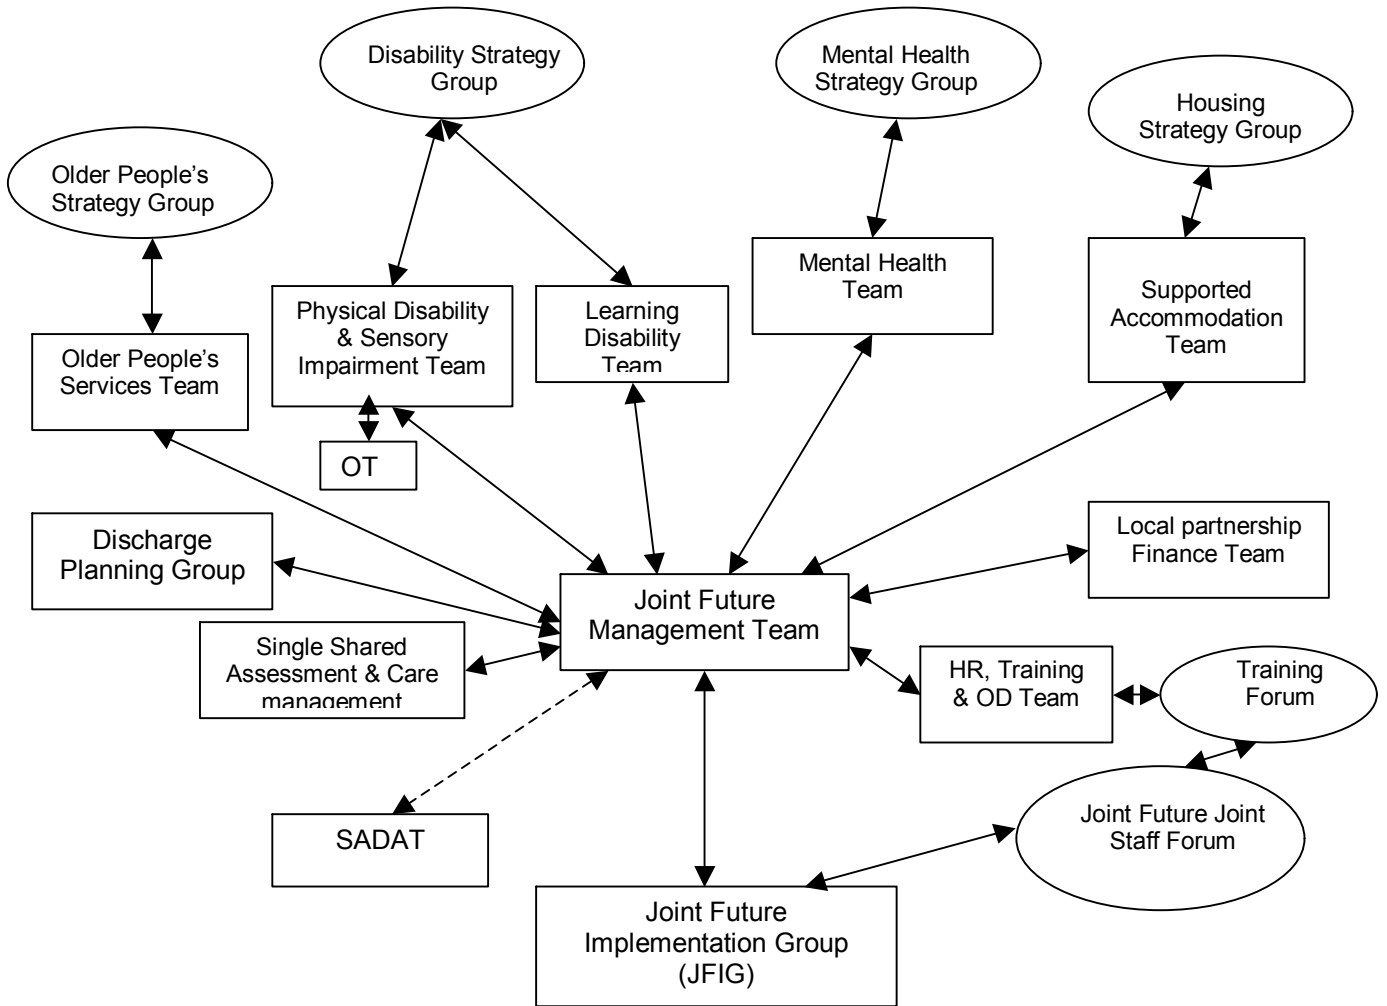 Disability Strategy
Group
Mental Health
Strategy Group
Housing
Strategy Group
Older People’s
Strategy Group
Older People’s
Services Team
Physical Disability
& Sensory
Impairment Team
Learning
Disability
Team
Mental Health
Team
Supported
Accommodation
Team
OT
Discharge
Planning Group
Local partnership
Finance Team
Joint Future
Management Team
Single Shared
Assessment & Care
management
HR, Training
& OD Team
Training
Forum
SADAT
Joint Future Joint
Staff Forum
Joint Future
Implementation Group
(JFIG)